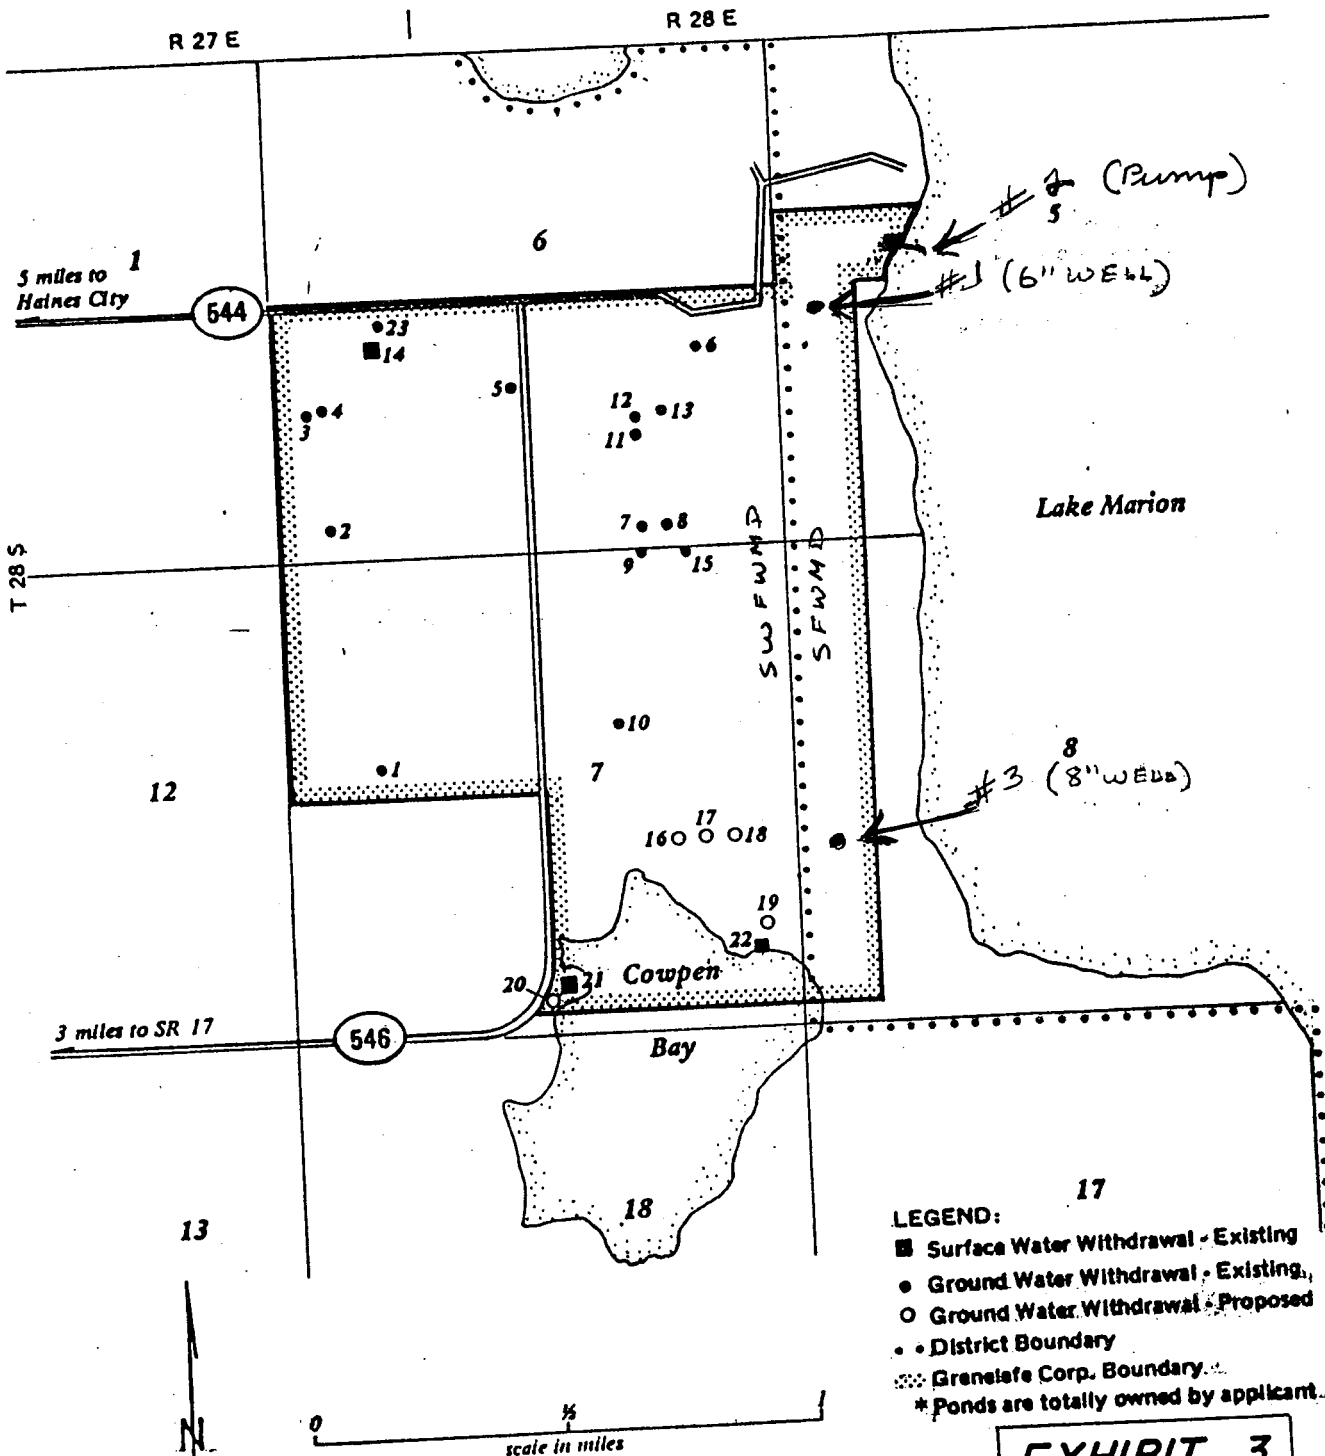 R 27 E
R 28 E
# 2 (Pump)
5
6
1
5 miles to
Haines City
544
#1 (6" WELL)
23
14
6
5
4
3
12
13
11
Lake Marion
2
7
8
9
15
SWFWMD
SFWMD
T 28 S
10
1
7
12
8
#3 (8" WELL)
16
17
18
19
22
20
21
Cowpen
3 miles to SR 17
546
Bay
18
17
13
LEGEND:
■ Surface Water Withdrawal - Existing
● Ground Water Withdrawal - Existing
○ Ground Water Withdrawal - Proposed
• • District Boundary
Grenelefe Corp. Boundary
* Ponds are totally owned by applicant.
N
0
½
1
scale in miles
EXHIBIT 3